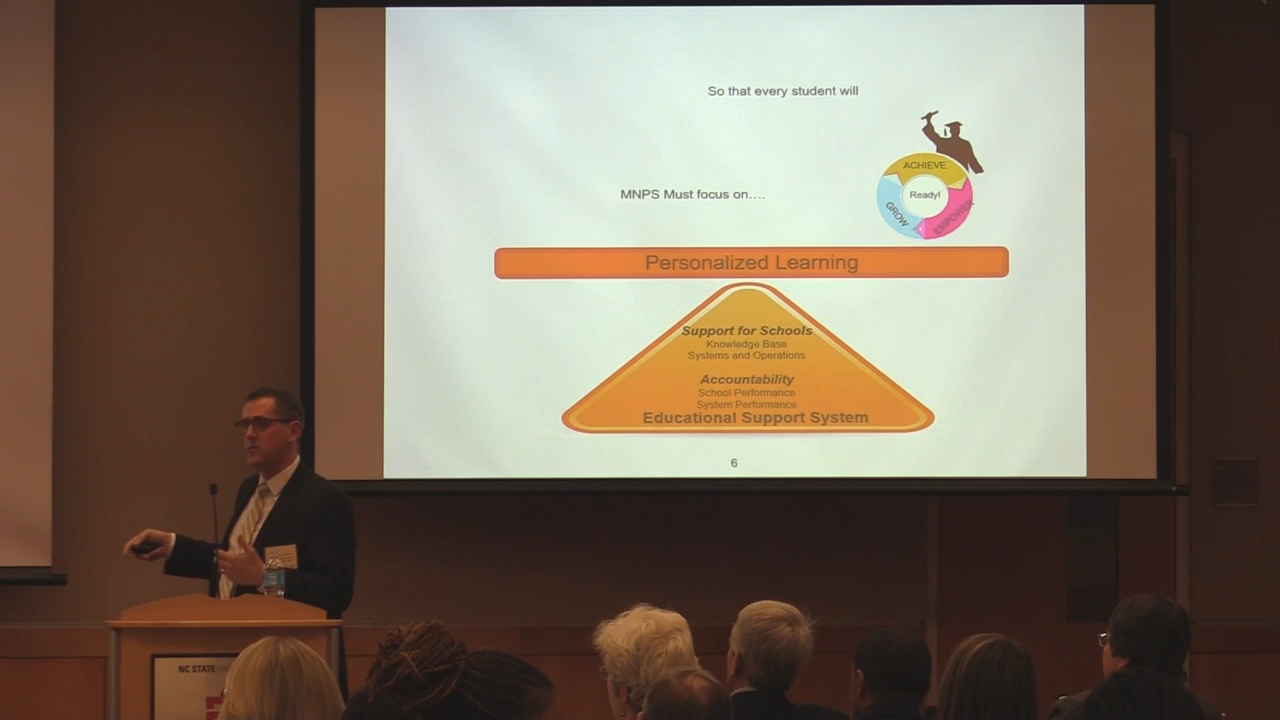 So that every student will
ACHIEVE
MNPS Must focus on....
Ready!
GROW
EMPOWER
Personalized Learning
Support for Schools
Knowledge Base
Systems and Operations
Accountability
School Performance
System Performance
Educational Support System
6
NC STATE